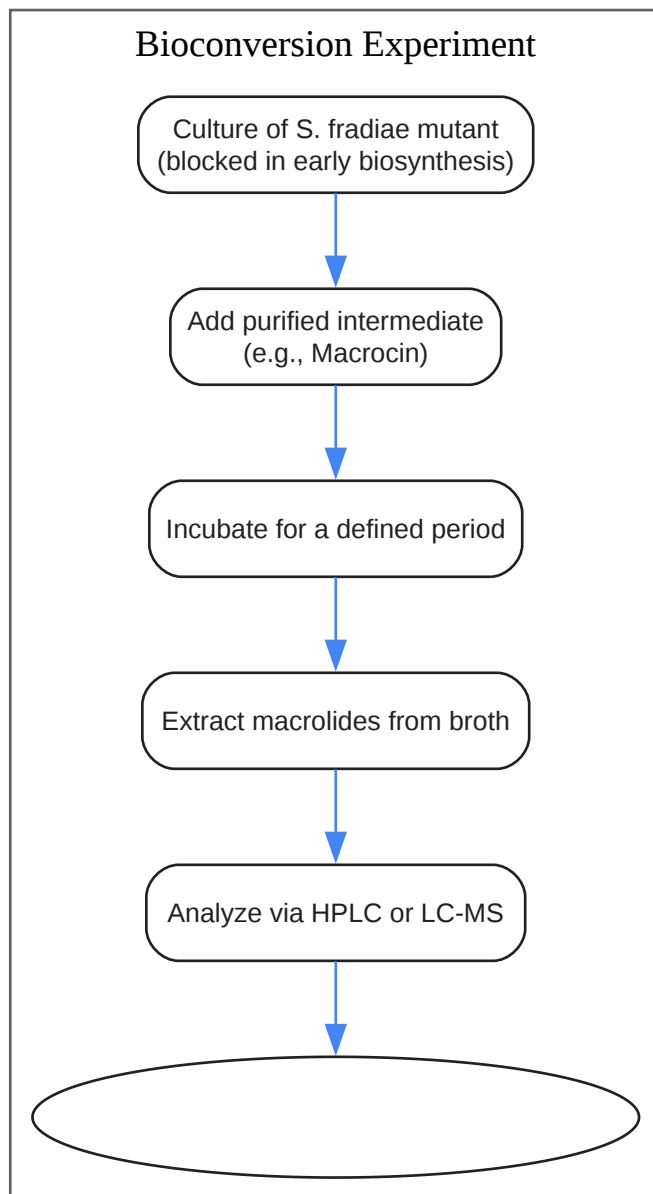 Bioconversion Experiment
Culture of S. fradiae mutant
(blocked in early biosynthesis)
Add purified intermediate
(e.g., Macrocin)
Incubate for a defined period
Extract macrolides from broth
Analyze via HPLC or LC-MS